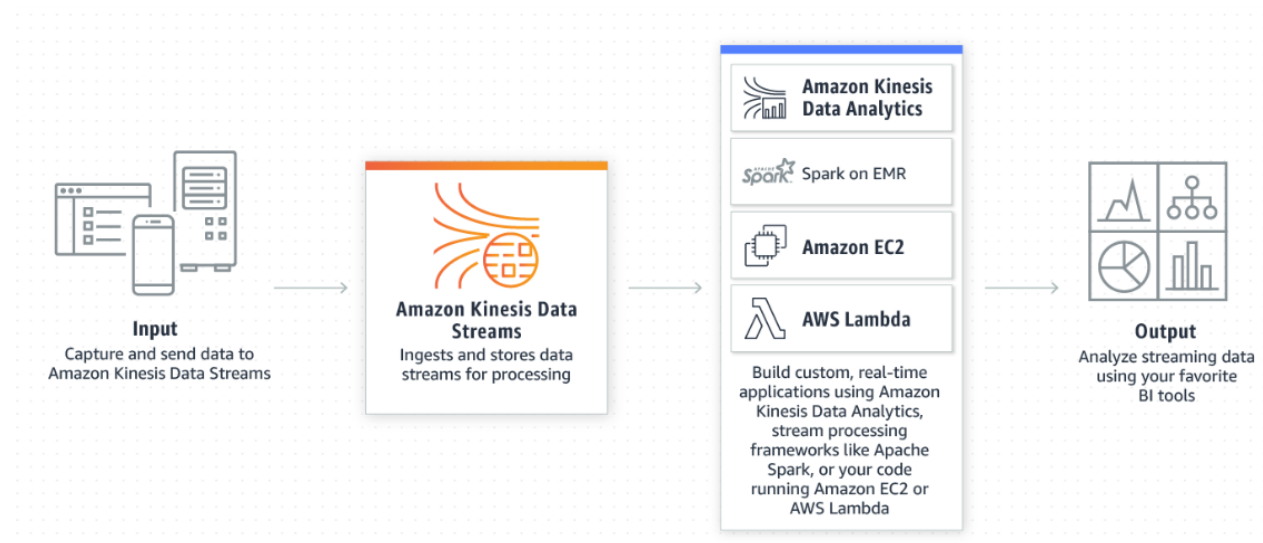 Input
Capture and send data to
Amazon Kinesis Data Streams
Amazon Kinesis Data
Streams
Ingests and stores data
streams for processing
Amazon Kinesis
Data Analytics
APACHE
Spark
Spark on EMR
Amazon EC2
AWS Lambda
Build custom, real-time
applications using Amazon
Kinesis Data Analytics,
stream processing
frameworks like Apache
Spark, or your code
running Amazon EC2 or
AWS Lambda
Output
Analyze streaming data
using your favorite
BI tools